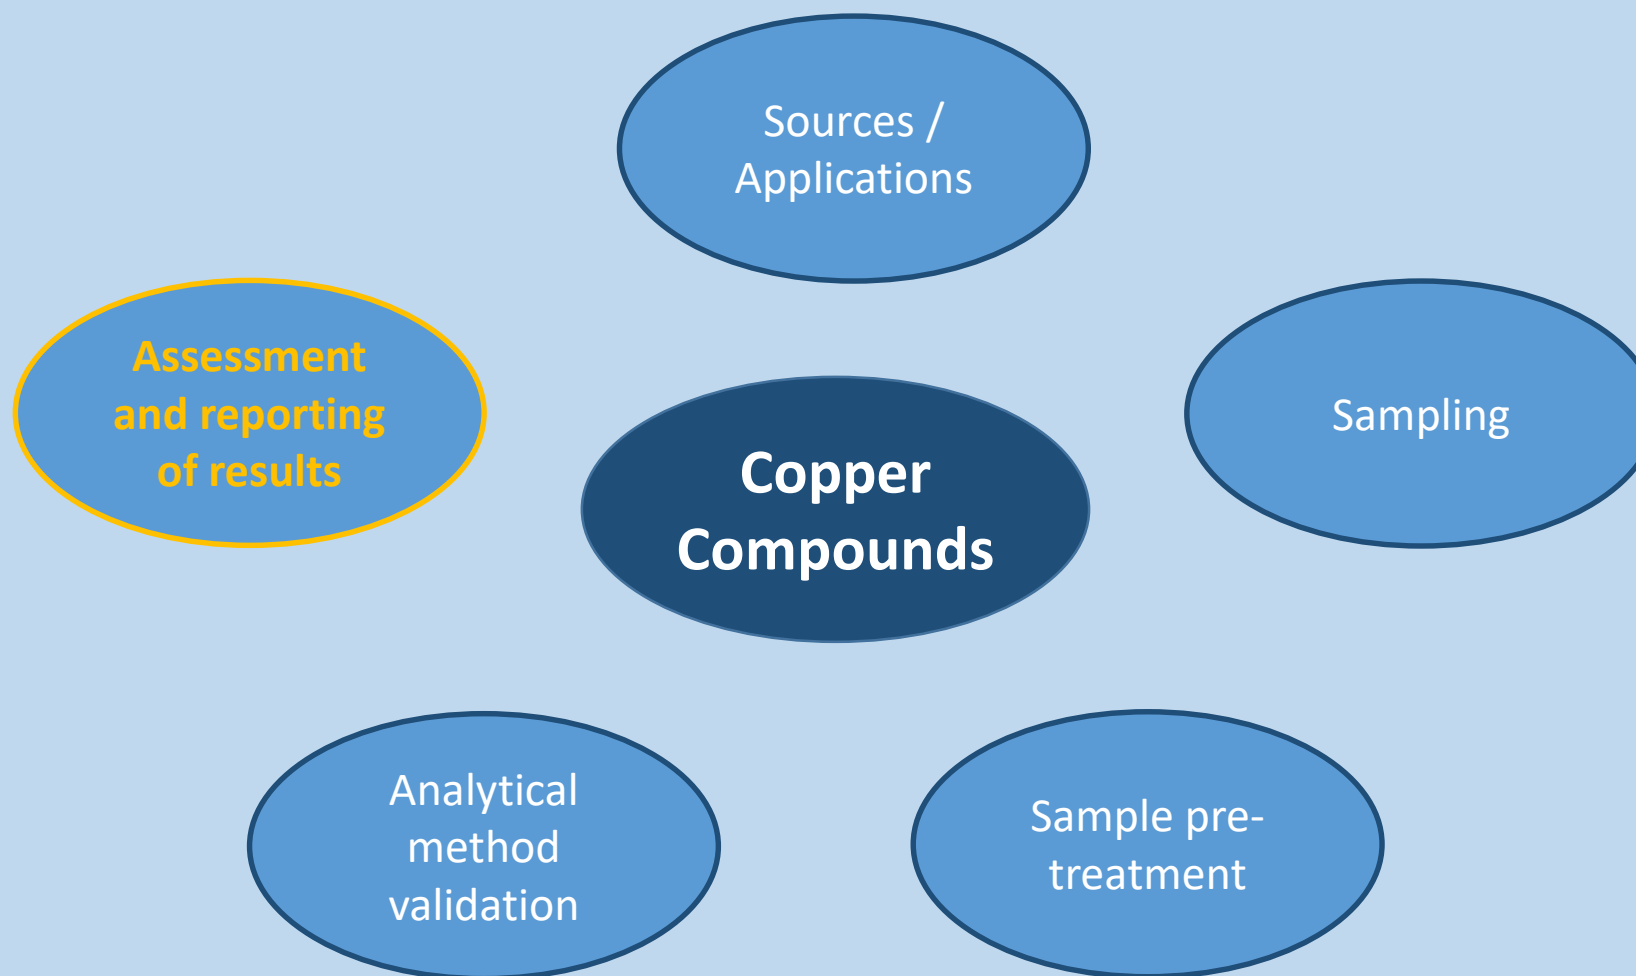 Sources /
Applications
Assessment
and reporting
of results
Sampling
Copper
Compounds
Analytical
method
validation
Sample pre-
treatment